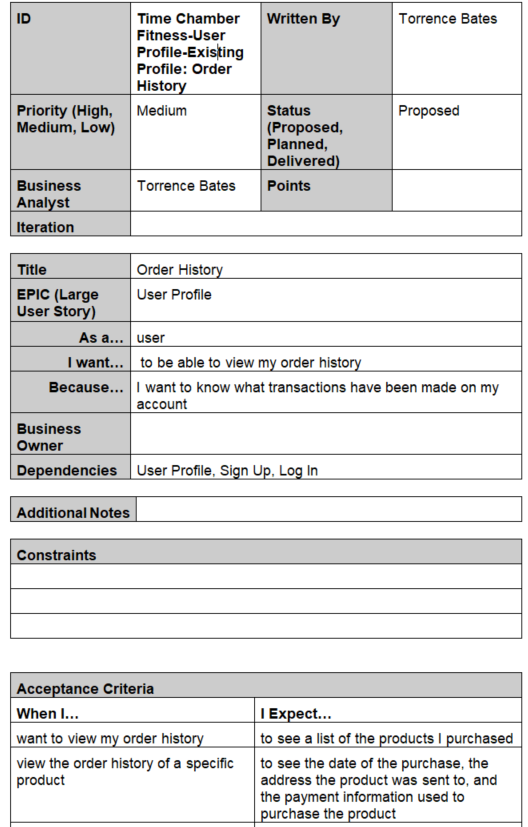 ID
Time Chamber
Fitness-User
Profile-Existing
Profile: Order
History
Written By
Torrence Bates
Priority (High,
Medium, Low)
Medium
Status
(Proposed,
Planned,
Delivered)
Proposed
Business
Analyst
Torrence Bates
Points
Iteration
Title
Order History
EPIC (Large
User Story)
User Profile
As a…
user
I want…
to be able to view my order history
Because…
I want to know what transactions have been made on my
account
Business
Owner
Dependencies
User Profile, Sign Up, Log In
Additional Notes
Constraints
Acceptance Criteria
When I…
I Expect…
want to view my order history
to see a list of the products I purchased
view the order history of a specific
product
to see the date of the purchase, the
address the product was sent to, and
the payment information used to
purchase the product